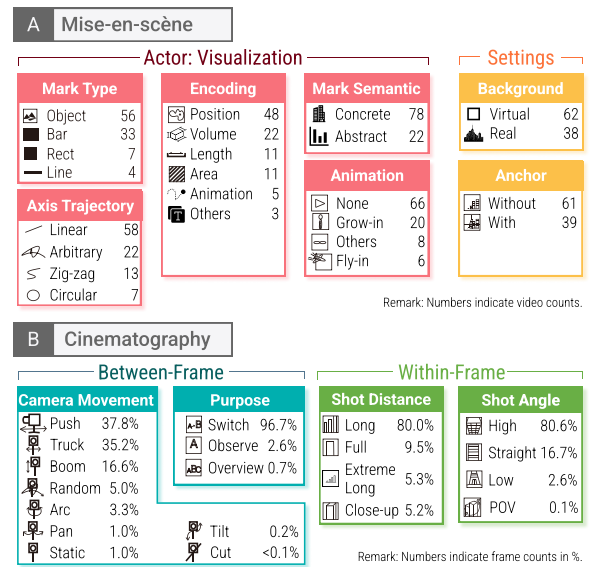 A Mise-en-scène
Actor: Visualization
Settings
Mark Type
Object 56
Bar 33
Rect 7
Line 4
Axis Trajectory
Linear 58
Arbitrary 22
Zig-zag 13
Circular 7
Encoding
Position 48
Volume 22
Length 11
Area 11
Animation 5
T Others 3
Mark Semantic
Concrete 78
Abstract 22
Animation
None 66
Grow-in 20
Others 8
Fly-in 6
Background
Virtual 62
Real 38
Anchor
Without 61
With 39
Remark: Numbers indicate video counts.
B Cinematography
Between-Frame
Within-Frame
Camera Movement
Push 37.8%
Truck 35.2%
Boom 16.6%
Random 5.0%
Arc 3.3%
Pan 1.0%
Static 1.0%
Tilt 0.2%
Cut <0.1%
Purpose
A-B Switch 96.7%
A Observe 2.6%
ABC Overview 0.7%
Shot Distance
Long 80.0%
Full 9.5%
Extreme
Long 5.3%
Close-up 5.2%
Shot Angle
High 80.6%
Straight 16.7%
Low 2.6%
POV 0.1%
Remark: Numbers indicate frame counts in %.